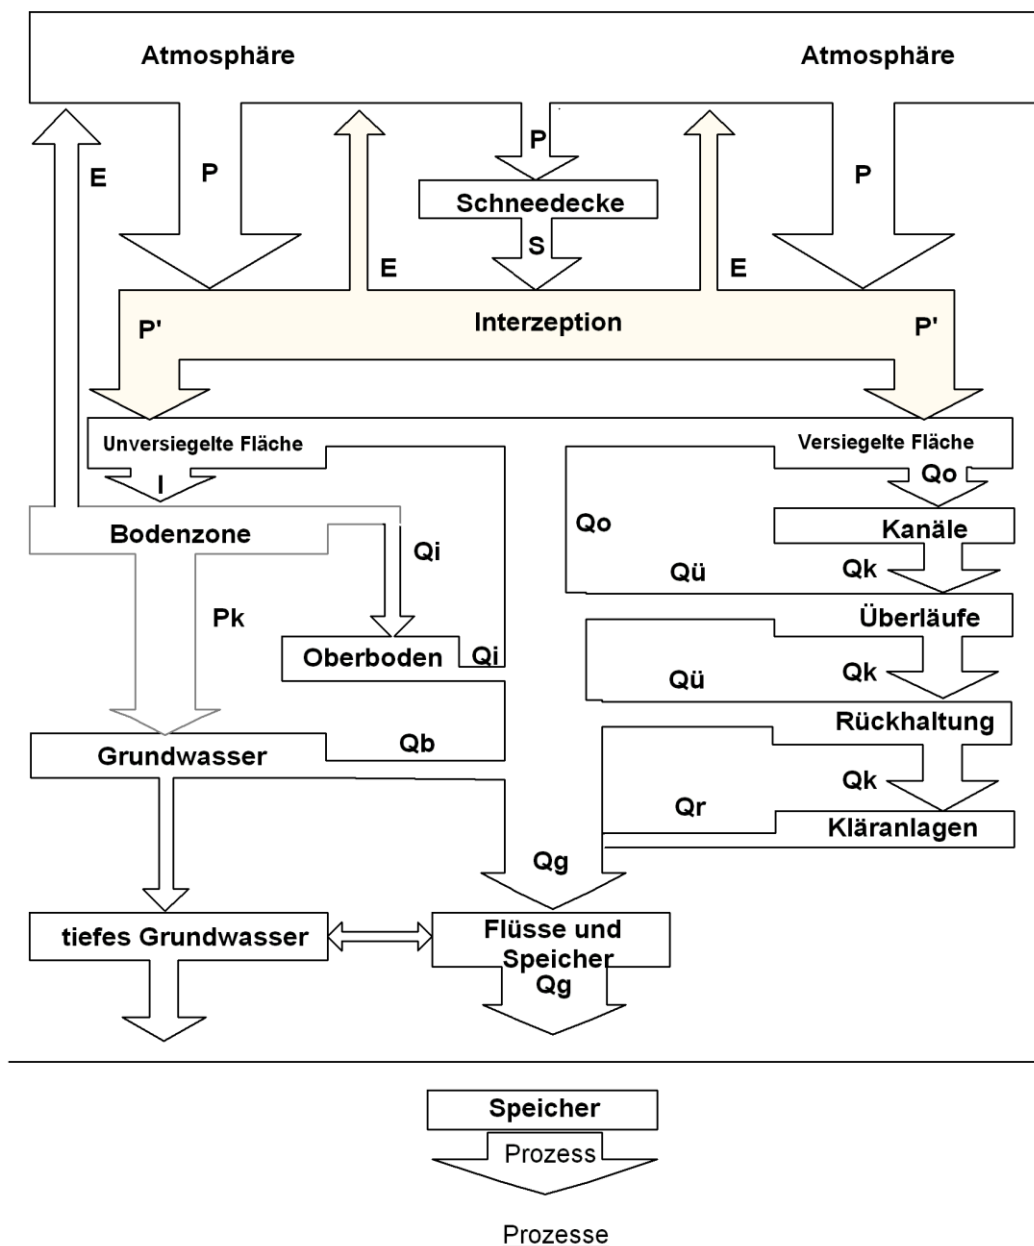 Atmosphäre Atmosphäre
P
E P P
Schneedecke
S
E E
Interzeption
P' P'
Unversiegelte Fläche Versiegelte Fläche
Qo
I
Qo Kanäle
Bodenzone
Qi
Qü Qk
Pk Überläufe
Oberboden Qi
Qü Qk
Rückhaltung
Qb
Grundwasser
Qk
Qr
Kläranlagen
Qg
tiefes Grundwasser
Flüsse und
Speicher
Qg
Speicher
Prozess
Prozesse